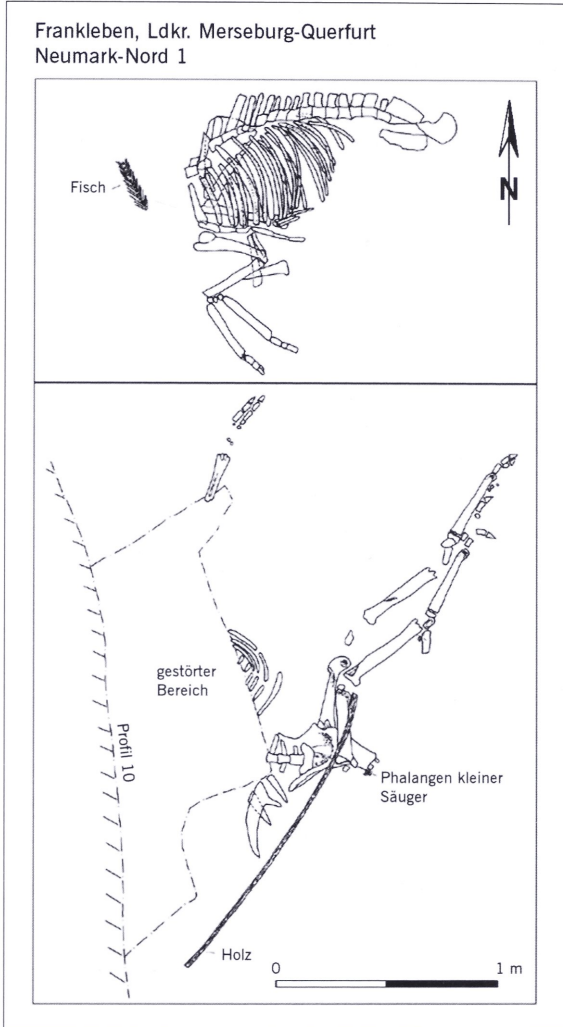 Frankleben, Ldkr. Merseburg-Querfurt
Neumark-Nord 1
Fisch
N
gestörter
Bereich
Profil 10
Phalangen kleiner
Säuger
Holz
0
1 m